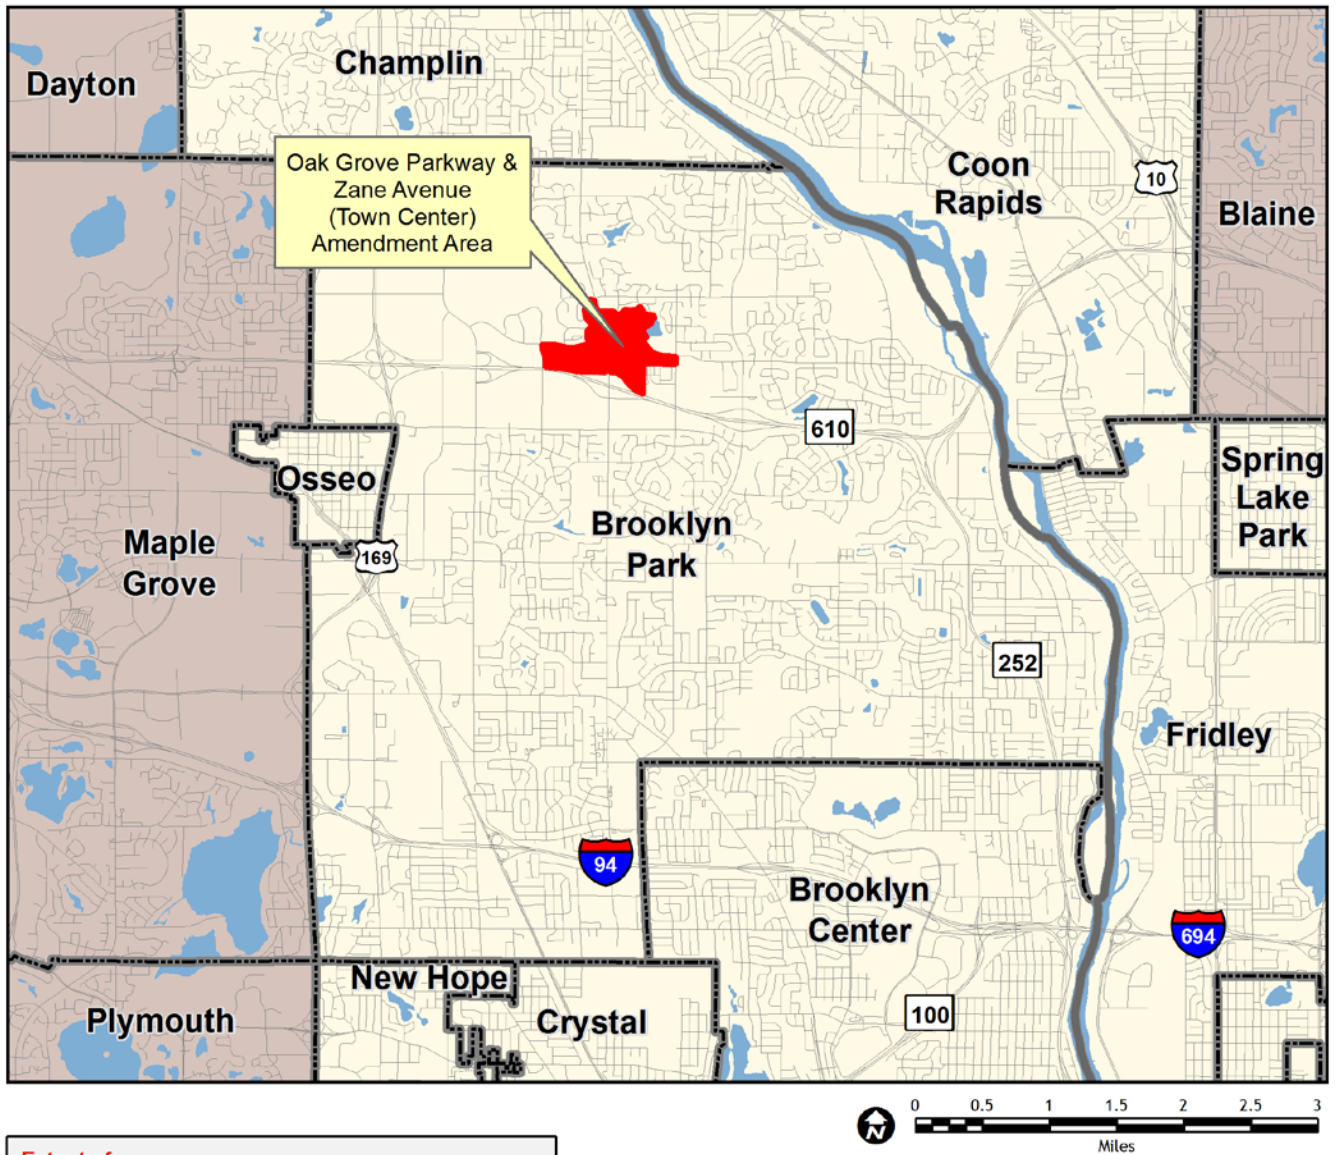 Champlin
Dayton
Oak Grove Parkway &
Zane Avenue
(Town Center)
Amendment Area
Coon
Rapids
10
Blaine
610
Osseo
Spring
Lake
Park
Brooklyn
Park
Maple
Grove
169
252
Fridley
94
Brooklyn
Center
694
New Hope
Plymouth
Crystal
100
N
0 0.5 1 1.5 2 2.5 3
Miles